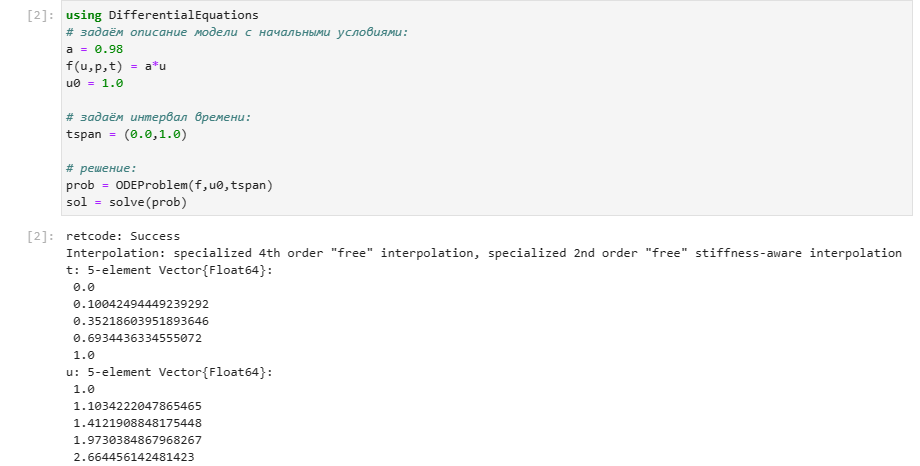 [2]: using DifferentialEquations
# задаём описание модели с начальными условиями:
a = 0.98
f(u,p,t) = a*u
u0 = 1.0
# задаём интервал времени:
tspan = (0.0,1.0)
# решение:
prob = ODEProblem(f,u0,tspan)
sol = solve(prob)
[2]: retcode: Success
Interpolation: specialized 4th order "free" interpolation, specialized 2nd order "free" stiffness-aware interpolation
t: 5-element Vector{Float64}:
0.0
0.10042494449239292
0.35218603951893646
0.6934436334555072
1.0
u: 5-element Vector{Float64}:
1.0
1.1034222047865465
1.4121908848175448
1.9730384867968267
2.664456142481423